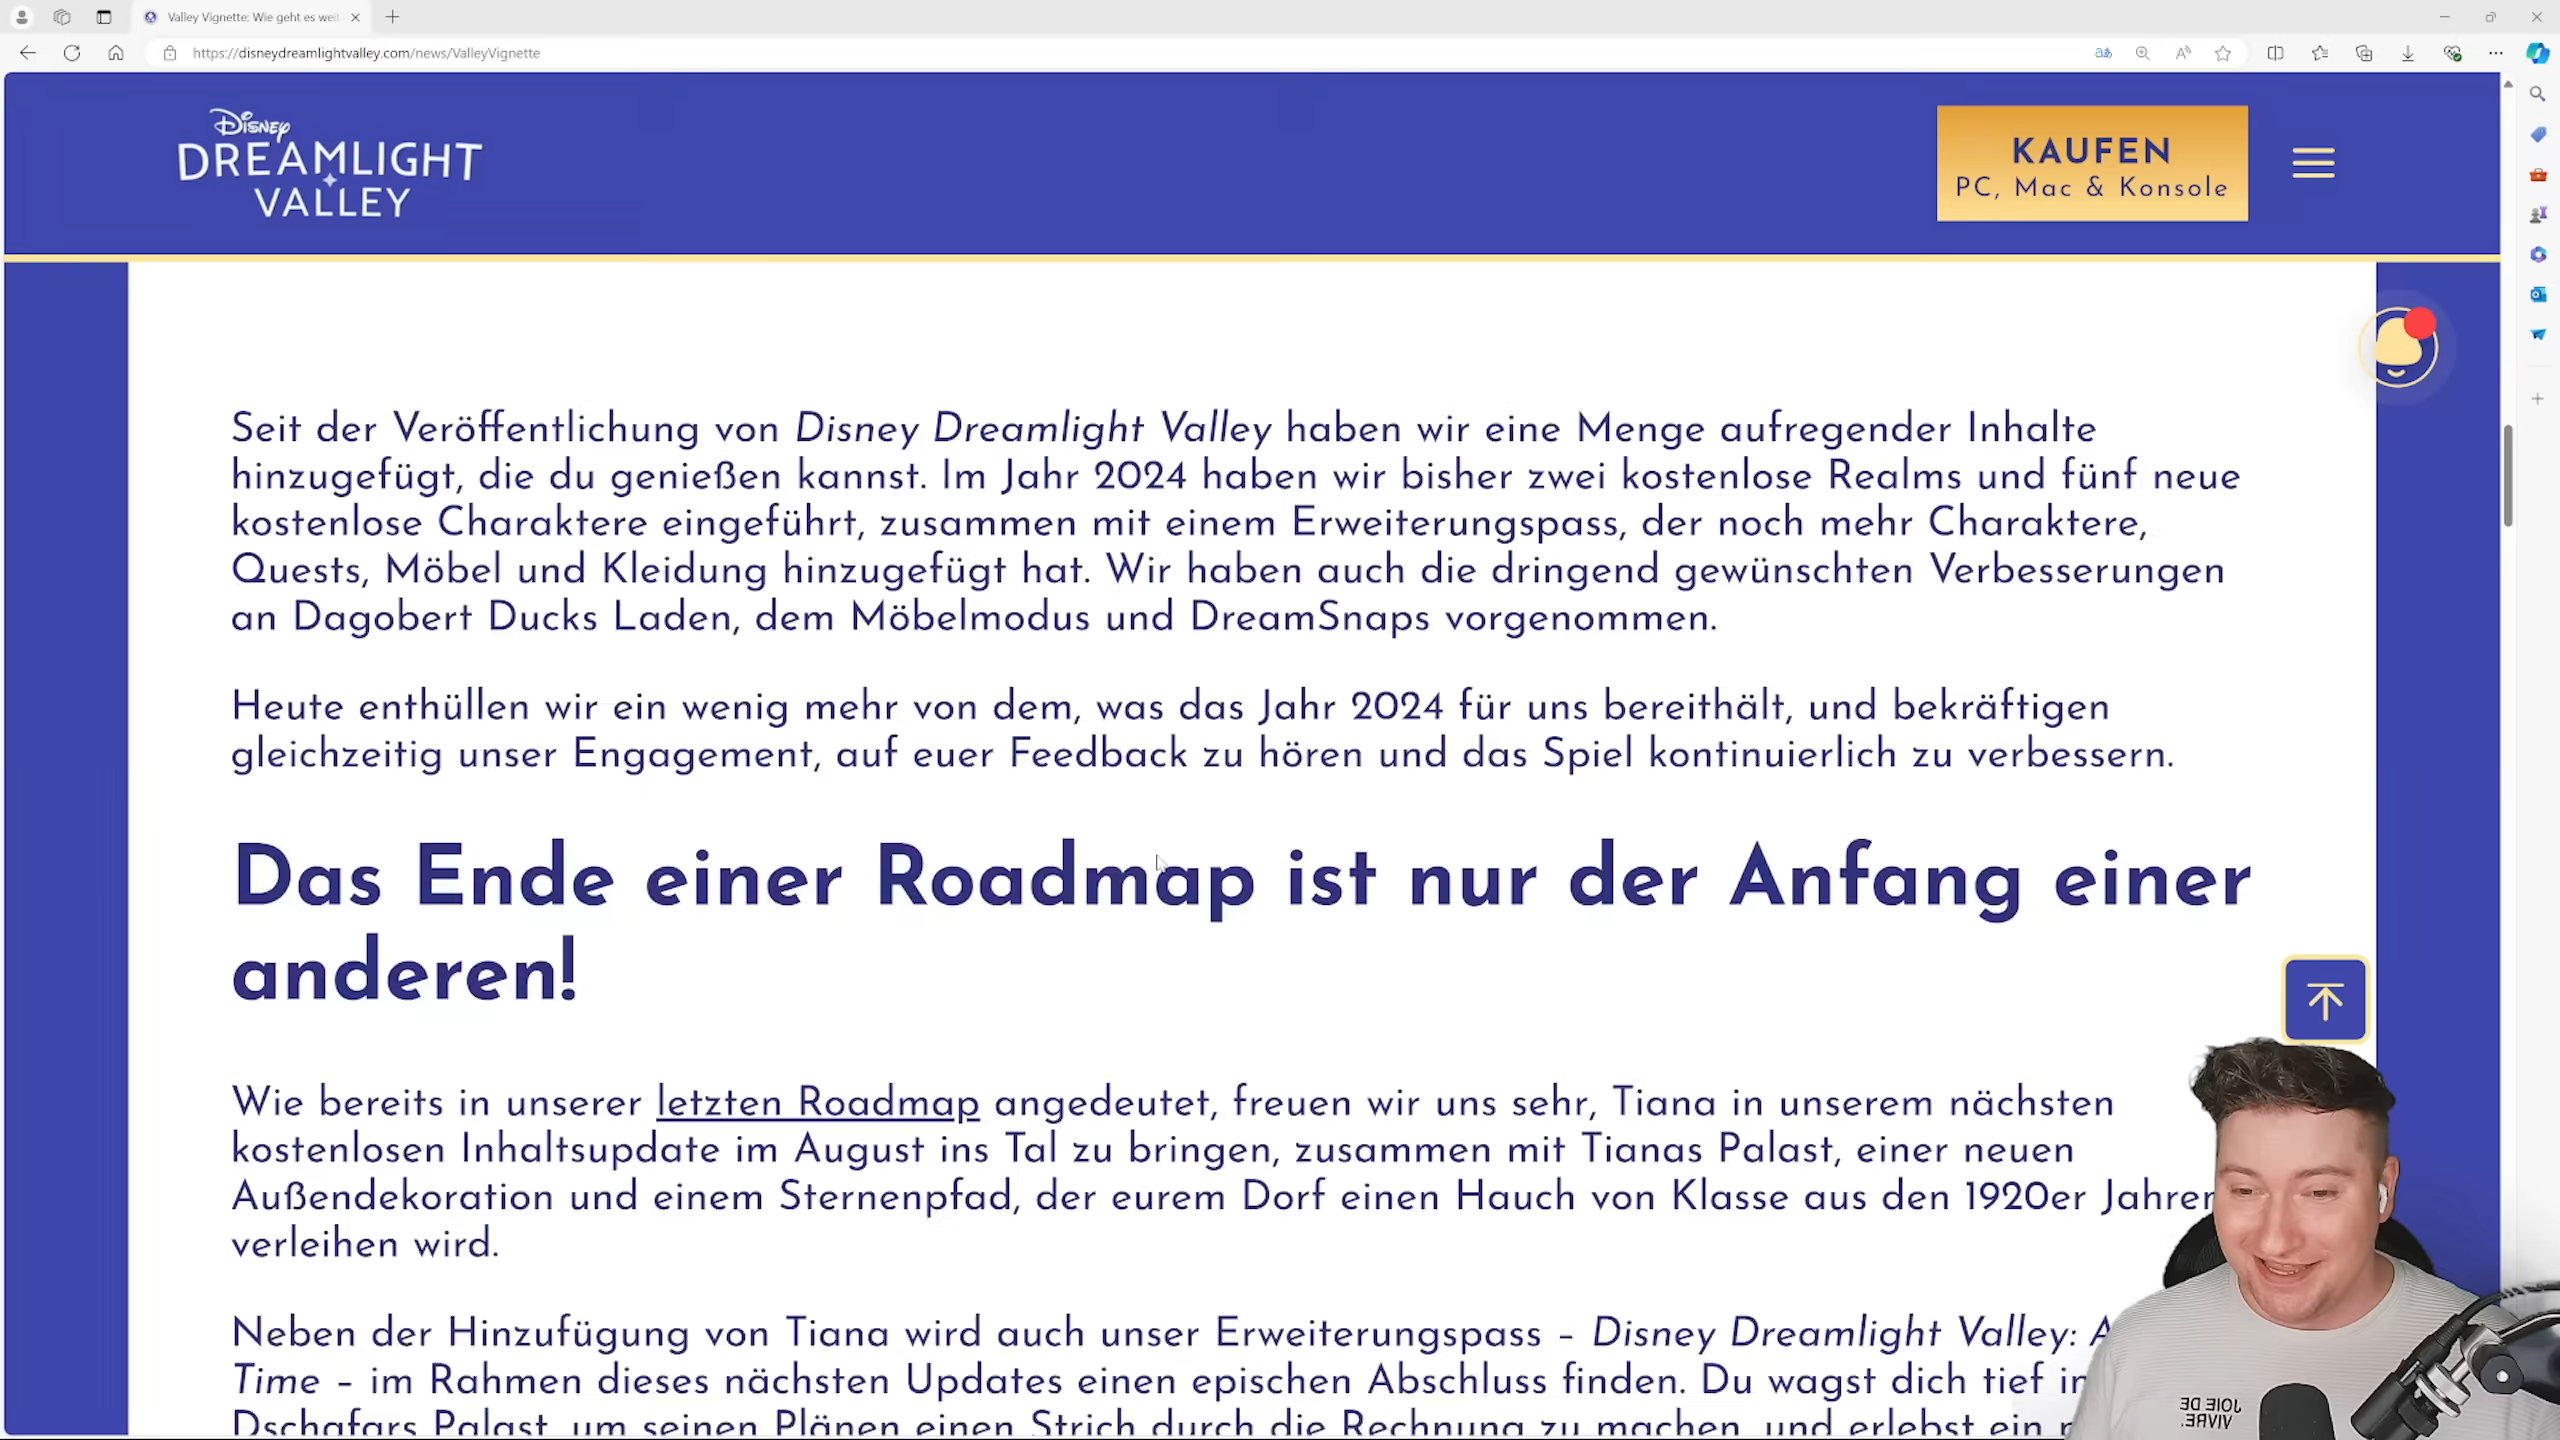 Valley Vignette: Wie geht es weit
https://disneydreamlightvalley.com/news/ValleyVignette
Disney
DREAMLIGHT
VALLEY
KAUFEN
PC, Mac & Konsole
Seit der Veröffentlichung von Disney Dreamlight Valley haben wir eine Menge aufregender Inhalte
hinzugefügt, die du genießen kannst. Im Jahr 2024 haben wir bisher zwei kostenlose Realms und fünf neue
kostenlose Charaktere eingeführt, zusammen mit einem Erweiterungspass, der noch mehr Charaktere,
Quests, Möbel und Kleidung hinzugefügt hat. Wir haben auch die dringend gewünschten Verbesserungen
an Dagobert Ducks Laden, dem Möbelmodus und DreamSnaps vorgenommen.
Heute enthüllen wir ein wenig mehr von dem, was das Jahr 2024 für uns bereithält, und bekräftigen
gleichzeitig unser Engagement, auf euer Feedback zu hören und das Spiel kontinuierlich zu verbessern.
Das Ende einer Roadmap ist nur der Anfang einer
anderen!
Wie bereits in unserer letzten Roadmap angedeutet, freuen wir uns sehr, Tiana in unserem nächsten
kostenlosen Inhaltsupdate im August ins Tal zu bringen, zusammen mit Tianas Palast, einer neuen
Außendekoration und einem Sternenpfad, der eurem Dorf einen Hauch von Klasse aus den 1920er Jahren
verleihen wird.
Neben der Hinzufügung von Tiana wird auch unser Erweiterungspass – Disney Dreamlight Valley: A
Time – im Rahmen dieses nächsten Updates einen epischen Abschluss finden. Du wagst dich tief in
Dschafars Palast, um seinen Plänen einen Strich durch die Rechnung zu machen, und erlebst ein
JOIE DE
VIVRE.